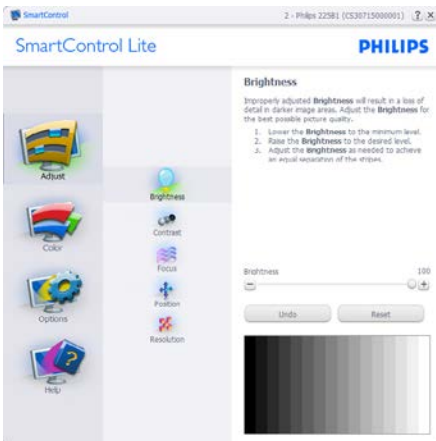 SmartControl
2 - Philips 225B1 (CS30715000001) ? X
SmartControl Lite
PHILIPS
Adjust
Color
Options
Help
Brightness
Contrast
Focus
Position
Resolution
Brightness
Improperly adjusted Brightness will result in a loss of
detail in darker image areas. Adjust the Brightness for
the best possible picture quality.
1. Lower the Brightness to the minimum level.
2. Raise the Brightness to the desired level.
3. Adjust the Brightness as needed to achieve
an equal separation of the stripes.
Brightness 100
Undo Reset